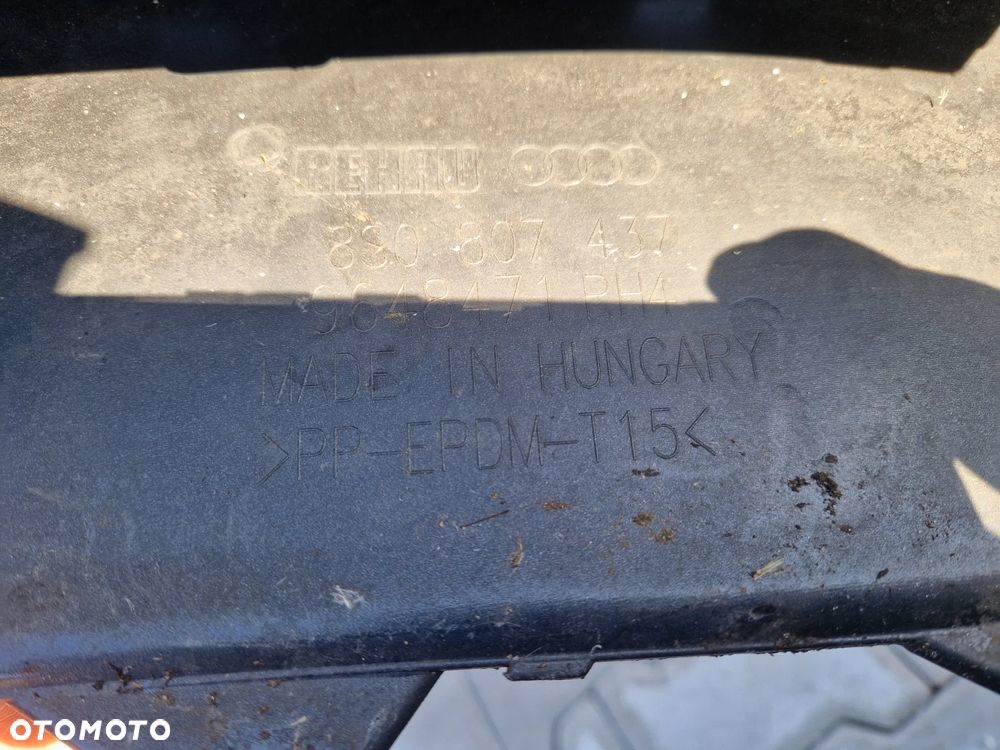 REHAU
8S0 807 437
9648471 RH4
MADE IN HUNGARY
>PP-EPDM-T15<
OTOMOTO